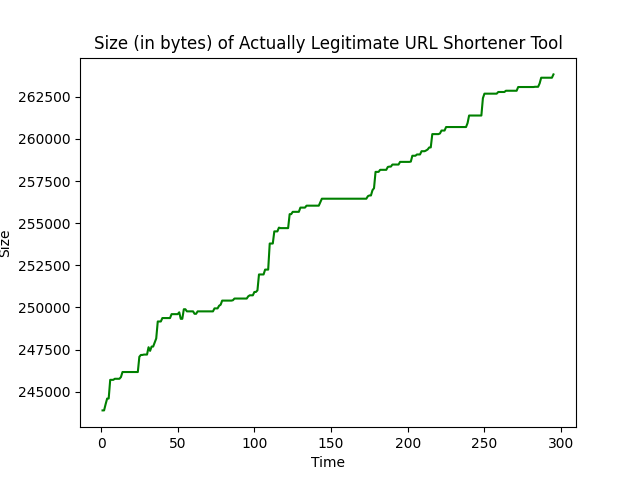 Size (in bytes) of Actually Legitimate URL Shortener Tool
262500
260000
257500
255000
252500
250000
247500
245000
Size
0 50 100 150 200 250 300
Time